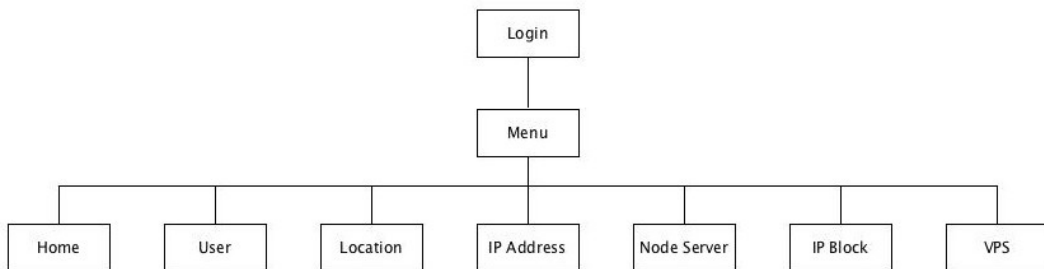 Login
Menu
Home
User
Location
IP Address
Node Server
IP Block
VPS